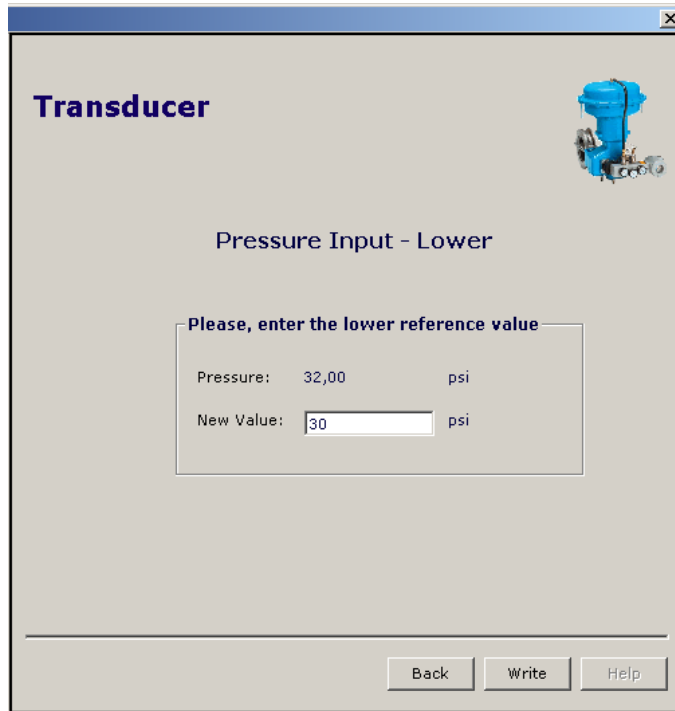 Transducer
Pressure Input - Lower
Please, enter the lower reference value
Pressure: 32,00 psi
New Value: 30 psi
Back Write Help